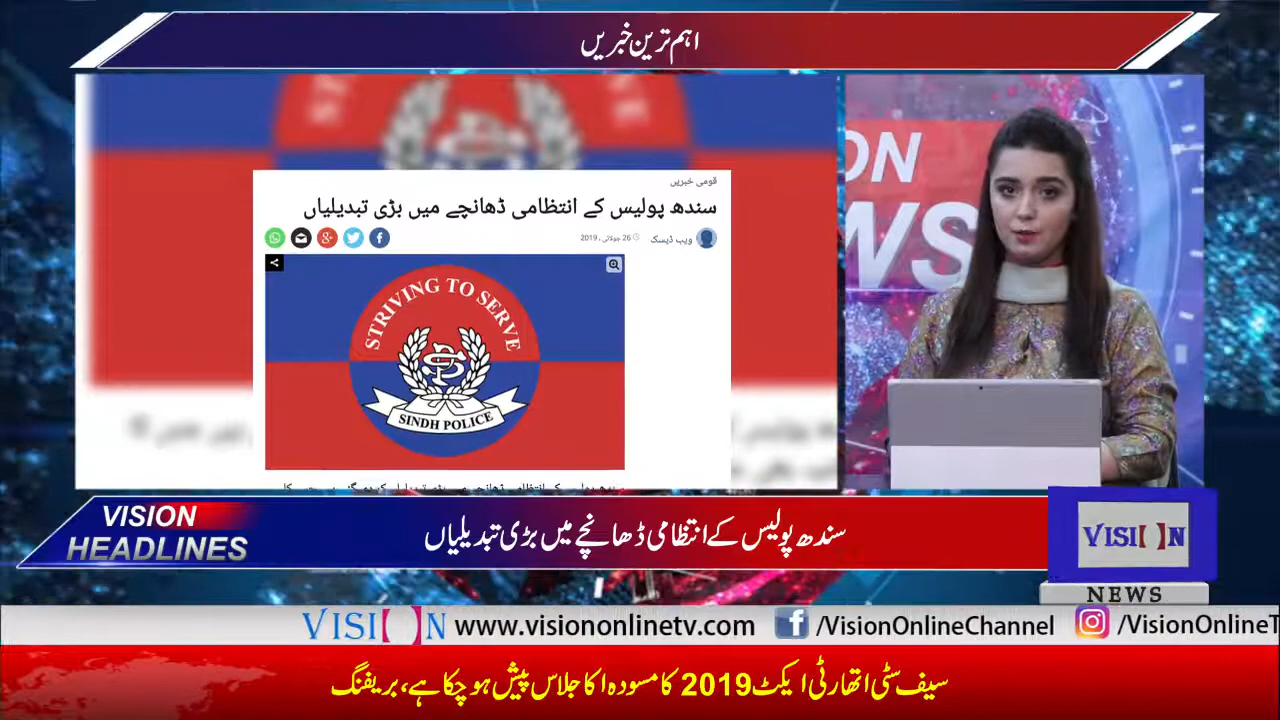 اہم ترین خبریں
ON
WS
قومی خبریں
سندھ پولیس کے انتظامی ڈھانچے میں بڑی تبدیلیاں
ویب ڈیسک
26 جولائی ، 2019
STRIVING TO SERVE
SP
SINDH POLICE
VISION
HEADLINES
سندھ پولیس کے انتظامی ڈھانچے میں بڑی تبدیلیاں
VISION
NEWS
VISION www.visiononlinetv.com /VisionOnlineChannel /VisionOnlineT
سیف سٹی اتھارٹی ایکٹ 2019 کا مسودہ اکاجلاس پیش ہو چکا ہے، بریفنگ